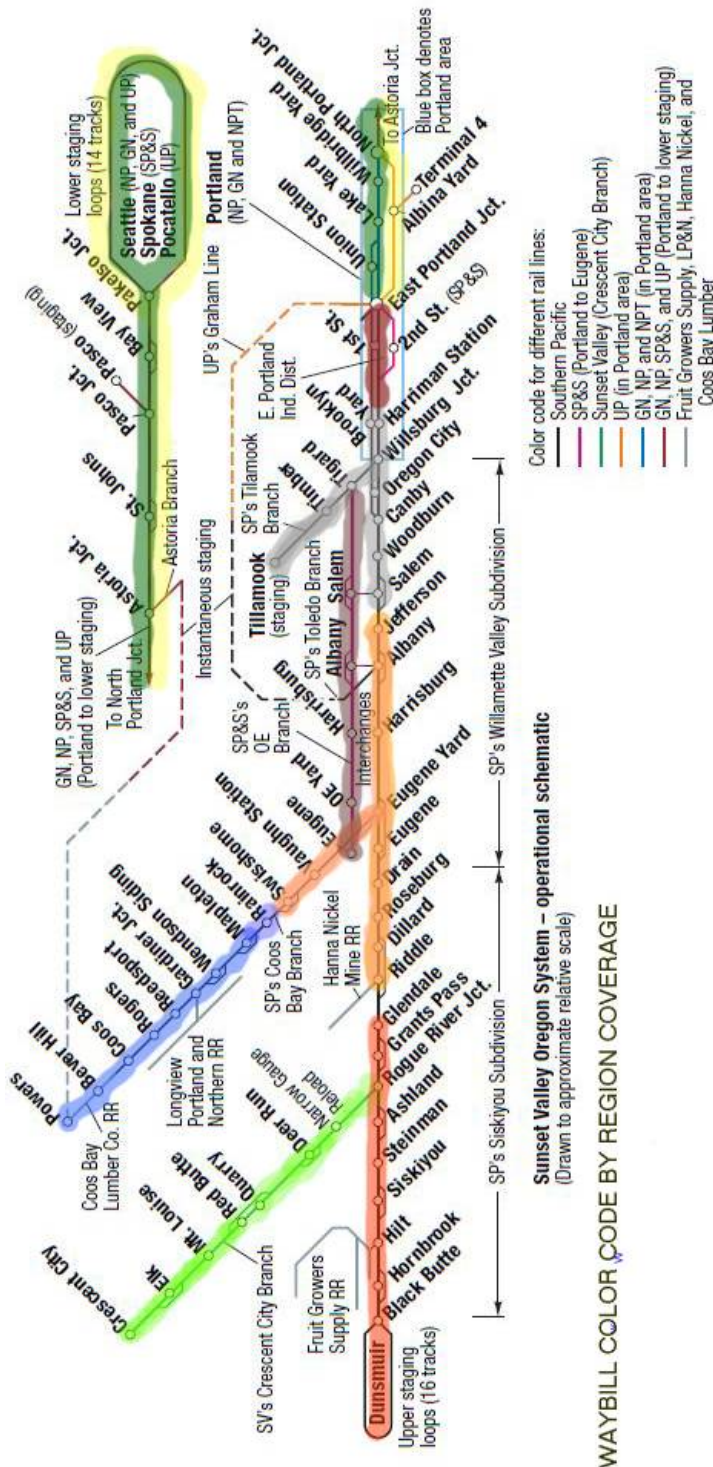 Lower staging
loops (14 tracks)
Seattle (NP, GN, and UP)
Spokane (SP&S)
Pocatello (UP)
Pakelso Jct.
Bay View
Pasco (staging)
Pasco Jct.
St. Johns
Astoria Jct.
Astoria Branch
GN, NP, SP&S, and UP
(Portland to lower staging)
To North
Portland Jct.
Instantaneous staging
UP's Graham Line
Portland
(NP, GN and NPT)
Powers
Bever Hill
Coos Bay
Rogers
Reedsport
Gardiner Jct.
Wendson Siding
Mapleton
Rainrock
Swisshome
Vaughn Station
Eugene
OE Yard
Harrisburg
Albany
Salem
Coos Bay
Lumber Co. RR
Longview
Portland and
Northern RR
SP's Coos
Bay Branch
SP&S's
OE
Branch
Interchanges
SP's Toledo Branch
Tillamook
(staging)
SP's Tilamook
Branch
Timber
Tigard
Brooklyn
Yard
E. Portland
Ind. Dist.
1st St.
2nd St. (SP&S)
Union Station
Lake Yard
Willbridge Yard
North Portland Jct.
To Astoria Jct.
Blue box denotes
Portland area
Terminal 4
Albina Yard
East Portland Jct.
Harriman Station
Willsburg Jct.
Oregon City
Canby
Woodburn
Salem
Jefferson
Albany
Harrisburg
Eugene Yard
Eugene
Drain
Roseburg
Dillard
Riddle
Glendale
Grants Pass
Rogue River Jct.
Ashland
Steinman
Siskiyou
Hilt
Hornbrook
Black Butte
Dunsmuir
Upper staging
loops (16 tracks)
Hanna Nickel
Mine RR
Crescent City
Elk
Mt. Louise
Red Butte
Quarry
Deer Run
Narrow Gauge
Reload
SV's Crescent City Branch
Fruit Growers
Supply RR
SP's Siskiyou Subdivision
SP's Willamette Valley Subdivision
Sunset Valley Oregon System – operational schematic
(Drawn to approximate relative scale)
Color code for different rail lines:
Southern Pacific
SP&S (Portland to Eugene)
Sunset Valley (Crescent City Branch)
UP (in Portland area)
GN, NP, and NPT (in Portland area)
GN, NP, SP&S, and UP (Portland to lower staging)
Fruit Growers Supply, LP&N, Hanna Nickel, and
Coos Bay Lumber
WAYBILL COLOR CODE BY REGION COVERAGE
w
w